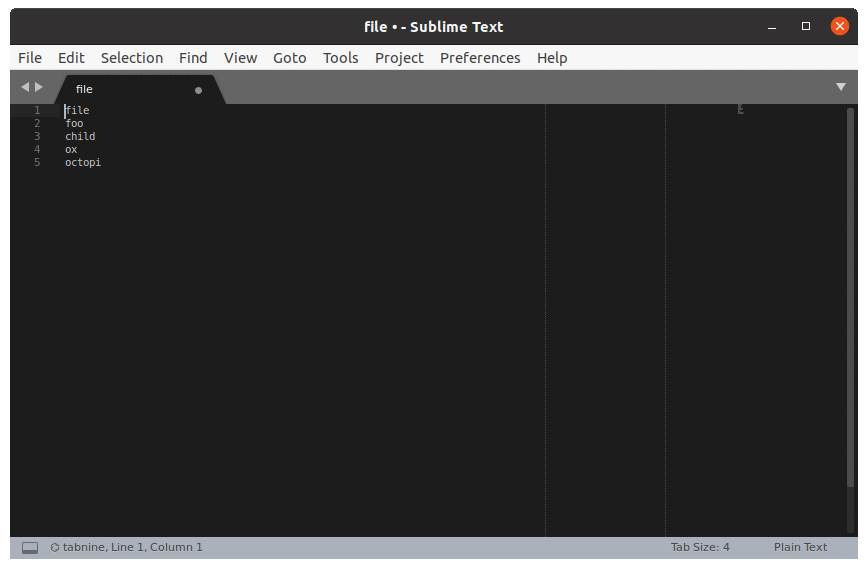 file • - Sublime Text
File Edit Selection Find View Goto Tools Project Preferences Help
file
1 file
2 foo
3 child
4 ox
5 octopi
tabnine, Line 1, Column 1 Tab Size: 4 Plain Text